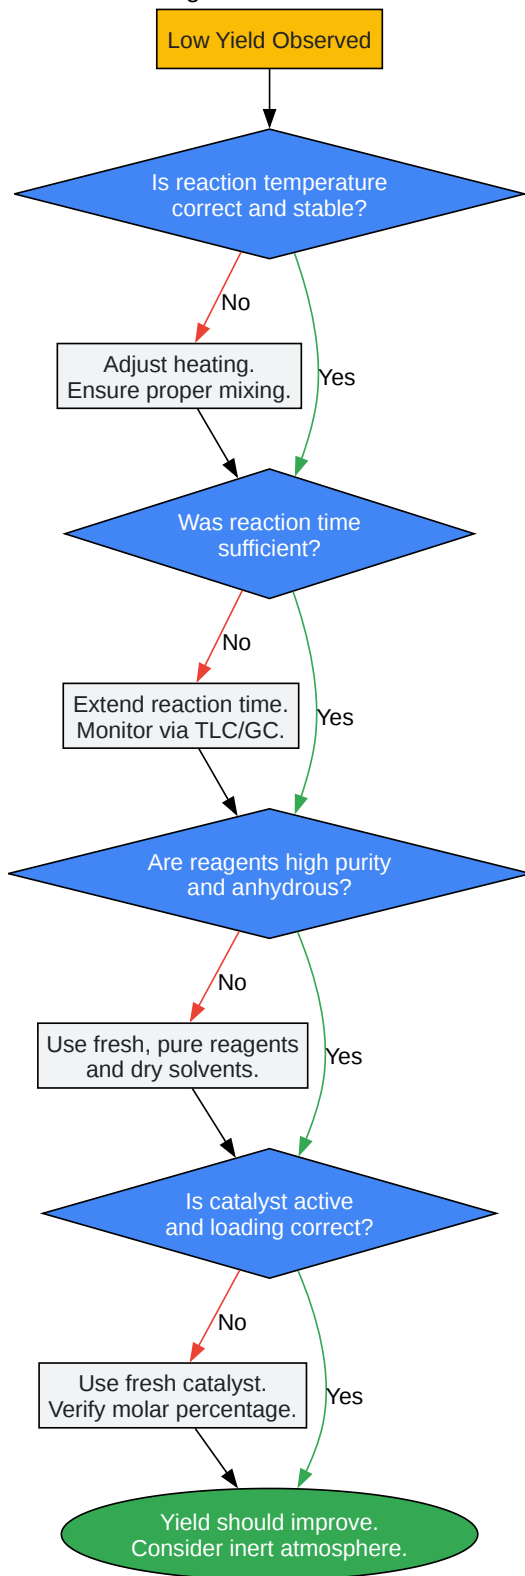 Low Yield Observed
Is reaction temperature
correct and stable?
No
Adjust heating.
Ensure proper mixing.
Yes
Was reaction time
sufficient?
No
Extend reaction time.
Monitor via TLC/GC.
Yes
Are reagents high purity
and anhydrous?
No
Use fresh, pure reagents
and dry solvents.
Yes
Is catalyst active
and loading correct?
No
Use fresh catalyst.
Verify molar percentage.
Yes
Yield should improve.
Consider inert atmosphere.